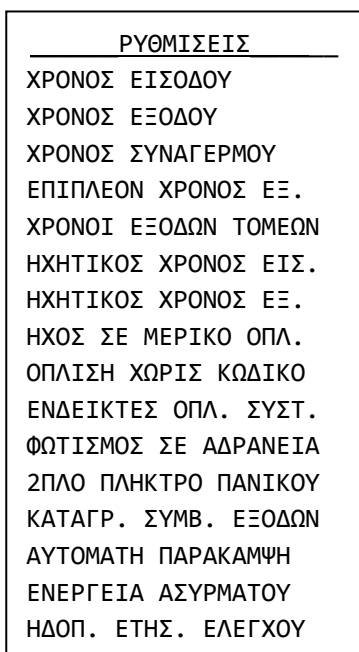 ΡΥΘΜΙΣΕΙΣ
ΧΡΟΝΟΣ ΕΙΣΟΔΟΥ
ΧΡΟΝΟΣ ΕΞΟΔΟΥ
ΧΡΟΝΟΣ ΣΥΝΑΓΕΡΜΟΥ
ΕΠΙΠΛΕΟΝ ΧΡΟΝΟΣ ΕΞ.
ΧΡΟΝΟΙ ΕΞΟΔΩΝ ΤΟΜΕΩΝ
ΗΧΗΤΙΚΟΣ ΧΡΟΝΟΣ ΕΙΣ.
ΗΧΗΤΙΚΟΣ ΧΡΟΝΟΣ ΕΞ.
ΗΧΟΣ ΣΕ ΜΕΡΙΚΟ ΟΠΛ.
ΟΠΛΙΣΗ ΧΩΡΙΣ ΚΩΔΙΚΟ
ΕΝΔΕΙΚΤΕΣ ΟΠΛ. ΣΥΣΤ.
ΦΩΤΙΣΜΟΣ ΣΕ ΑΔΡΑΝΕΙΑ
2ΠΛΟ ΠΛΗΚΤΡΟ ΠΑΝΙΚΟΥ
ΚΑΤΑΓΡ. ΣΥΜΒ. ΕΞΟΔΩΝ
ΑΥΤΟΜΑΤΗ ΠΑΡΑΚΑΜΨΗ
ΕΝΕΡΓΕΙΑ ΑΣΥΡΜΑΤΟΥ
ΗΔΟΠ. ΕΤΗΣ. ΕΛΕΓΧΟΥ